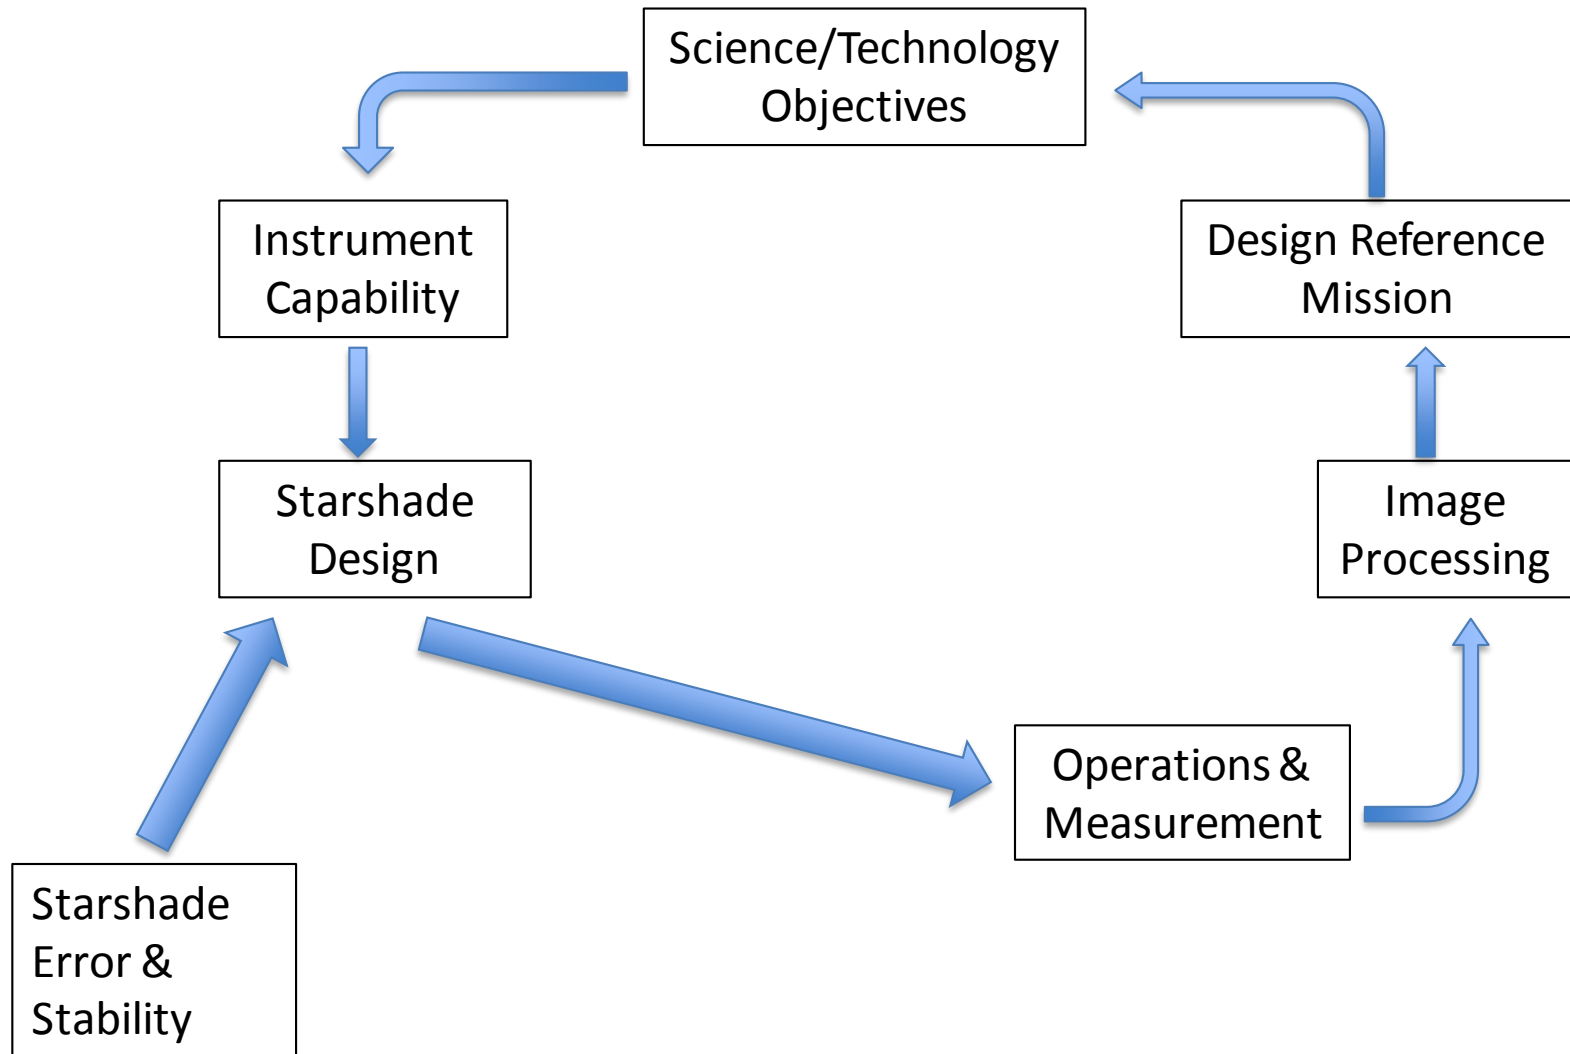 Science/Technology
Objectives
Instrument
Capability
Design Reference
Mission
Starshade
Design
Image
Processing
Operations &
Measurement
Starshade
Error &
Stability